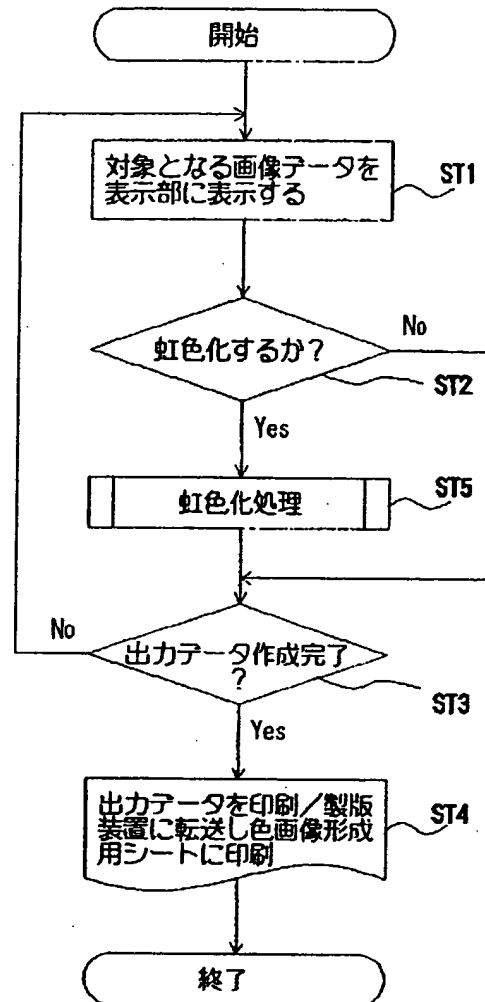 開始
対象となる画像データを
表示部に表示する
ST1
虹色化するか?
No
ST2
Yes
虹色化処理
ST5
No
出力データ作成完了
?
ST3
Yes
出力データを印刷/製版
装置に転送し色画像形成
用シートに印刷
ST4
終了